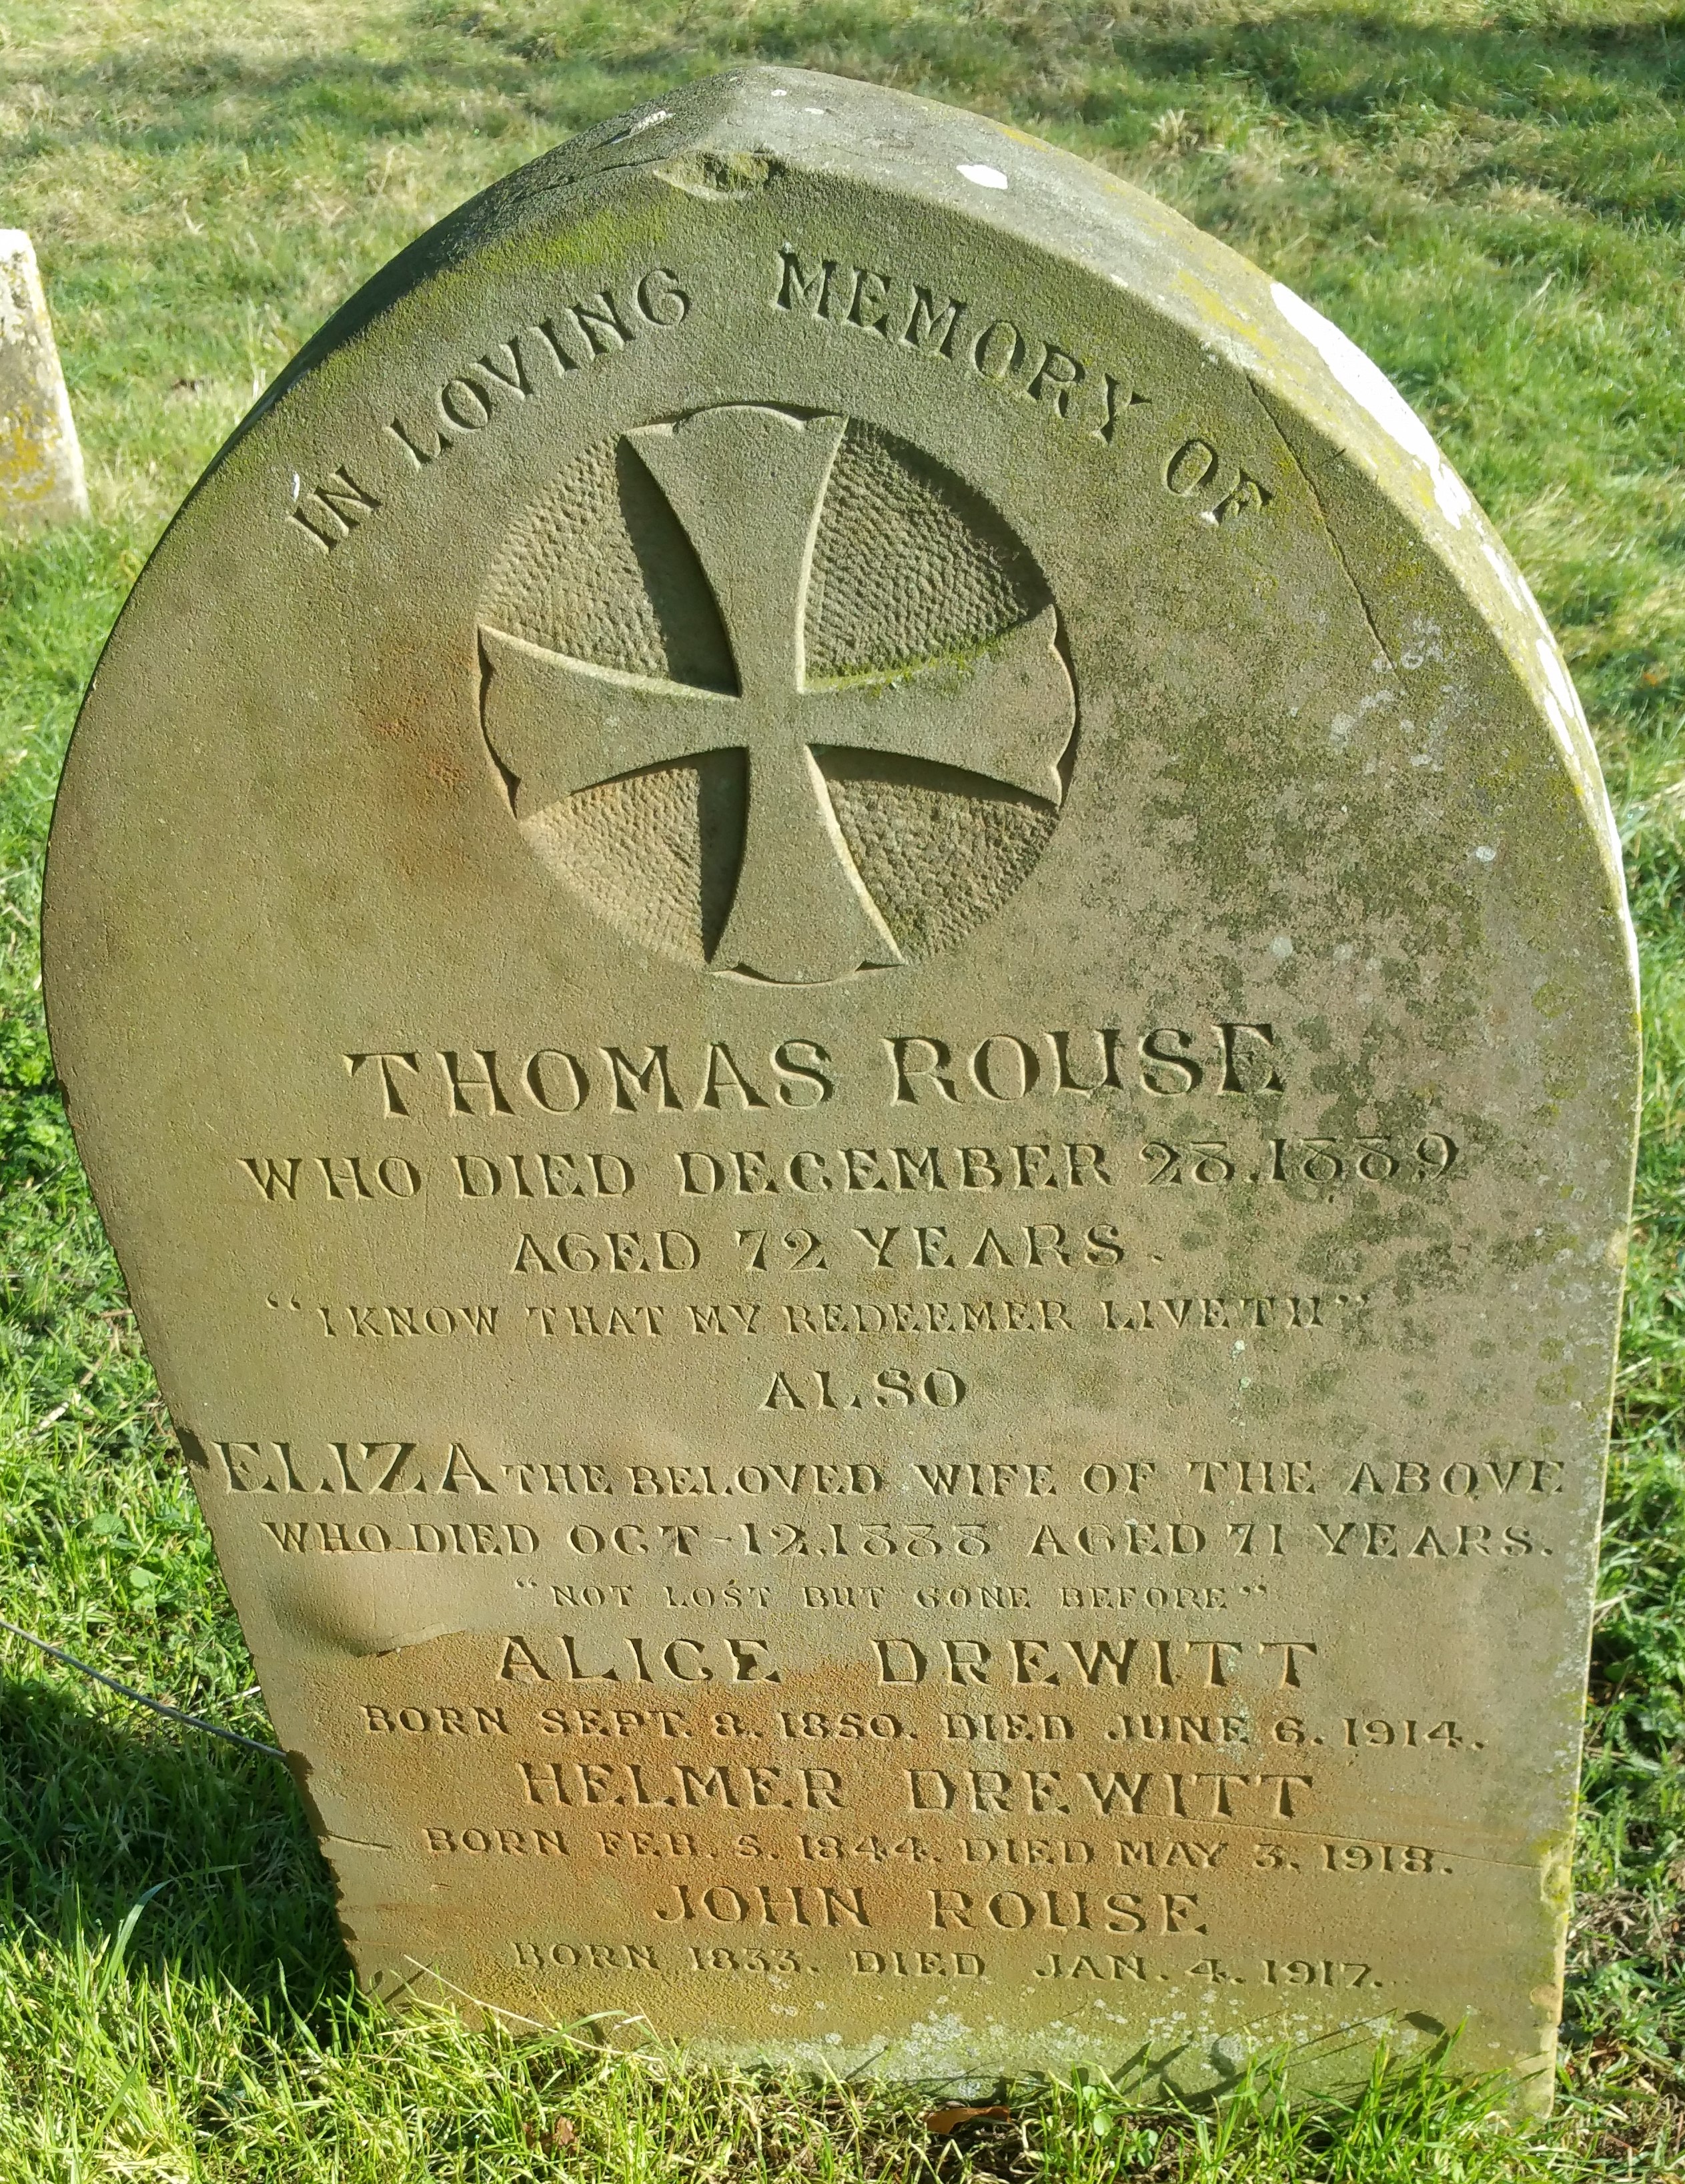 IN LOVING MEMORY OF
THOMAS ROUSE
WHO DIED DECEMBER 28.1889
AGED 72 YEARS.
“I KNOW THAT MY REDEEMER LIVETH”
ALSO
ELIZA THE BELOVED WIFE OF THE ABOVE
WHO DIED OCT-12.1888 AGED 71 YEARS.
“NOT LOST BUT GONE BEFORE”
ALICE DREWITT
BORN SEPT. 8. 1850. DIED JUNE 6. 1914.
HELMER DREWITT
BORN FEB. 5. 1844. DIED MAY 3. 1918.
JOHN ROUSE
BORN 1833. DIED JAN. 4. 1917.